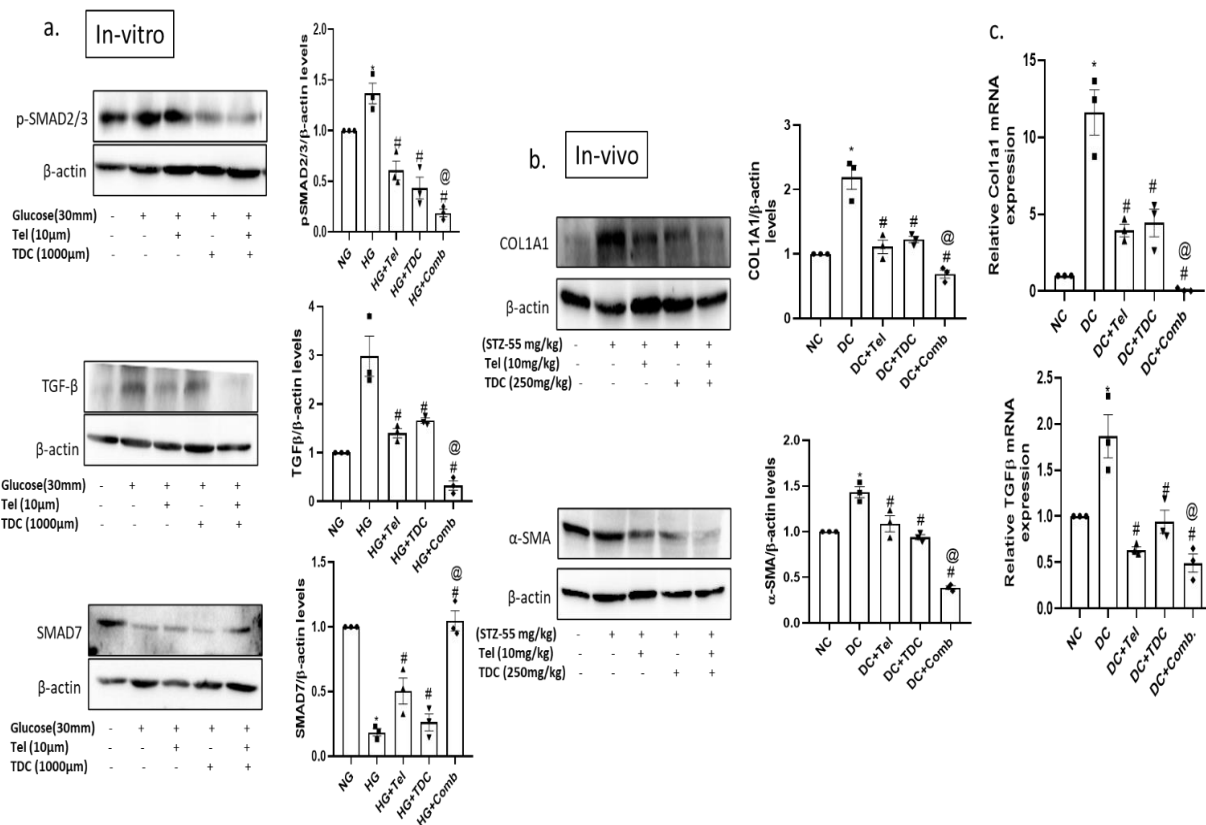 a.
In-vitro
p-SMAD2/3
β-actin
Glucose(30mm) - + + + +
Tel (10µm) - - + - +
TDC (1000µm) - - - + +
pSMAD2/3/β-actin levels
2.0
1.5
1.0
0.5
0.0
*
#
#
@
#
NG
HG
HG+Tel
HG+TDC
HG+Comb
TGF-β
β-actin
Glucose(30mm) - + + + +
Tel (10µm) - - + - +
TDC (1000µm) - - - + +
TGFβ/β-actin levels
4
3
2
1
0
*
#
#
@
#
NG
HG
HG+Tel
HG+TDC
HG+Comb
SMAD7
β-actin
Glucose(30mm) - + + + +
Tel (10µm) - - + - +
TDC (1000µm) - - - + +
SMAD7/β-actin levels
1.5
1.0
0.5
0.0
*
#
#
@
#
NG
HG
HG+Tel
HG+TDC
HG+Comb
b.
In-vivo
COL1A1
β-actin
(STZ-55 mg/kg) - + + + +
Tel (10mg/kg) - - + - +
TDC (250mg/kg) - - - + +
COL1A1/β-actin
levels
3
2
1
0
*
#
#
@
#
NC
DC
DC+Tel
DC+TDC
DC+Comb
α-SMA
β-actin
(STZ-55 mg/kg) - + + + +
Tel (10mg/kg) - - + - +
TDC (250mg/kg) - - - + +
α-SMA/β-actin levels
2.0
1.5
1.0
0.5
0.0
*
#
#
@
#
NC
DC
DC+Tel
DC+TDC
DC+Comb
c.
Relative Col1a1 mRNA
expression
15
10
5
0
*
#
#
@
#
NC
DC
DC+Tel
DC+TDC
DC+Comb
Relative TGFβ mRNA
expression
2.5
2.0
1.5
1.0
0.5
0.0
*
#
#
@
#
NC
DC
DC+Tel
DC+TDC
DC+Comb.